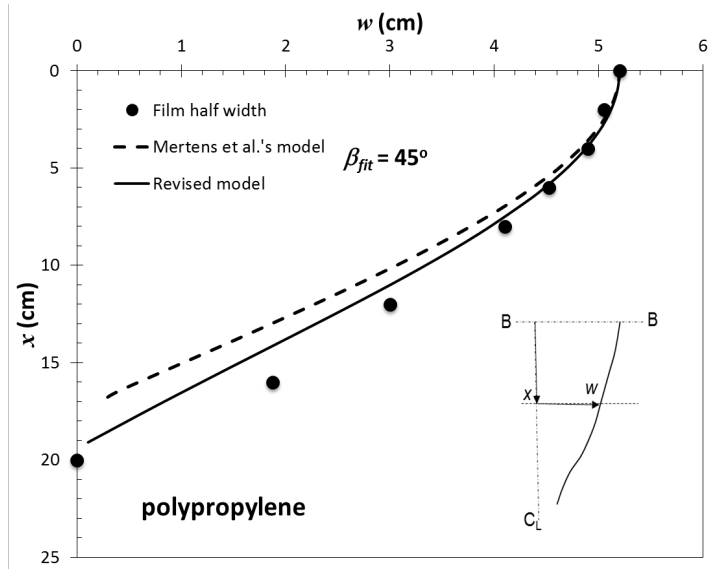 w (cm)
0 1 2 3 4 5 6
0
5
10
15
20
25
x (cm)
Film half width
Mertens et al.'s model
Revised model
βfit = 45º
B B
x w
CL
polypropylene